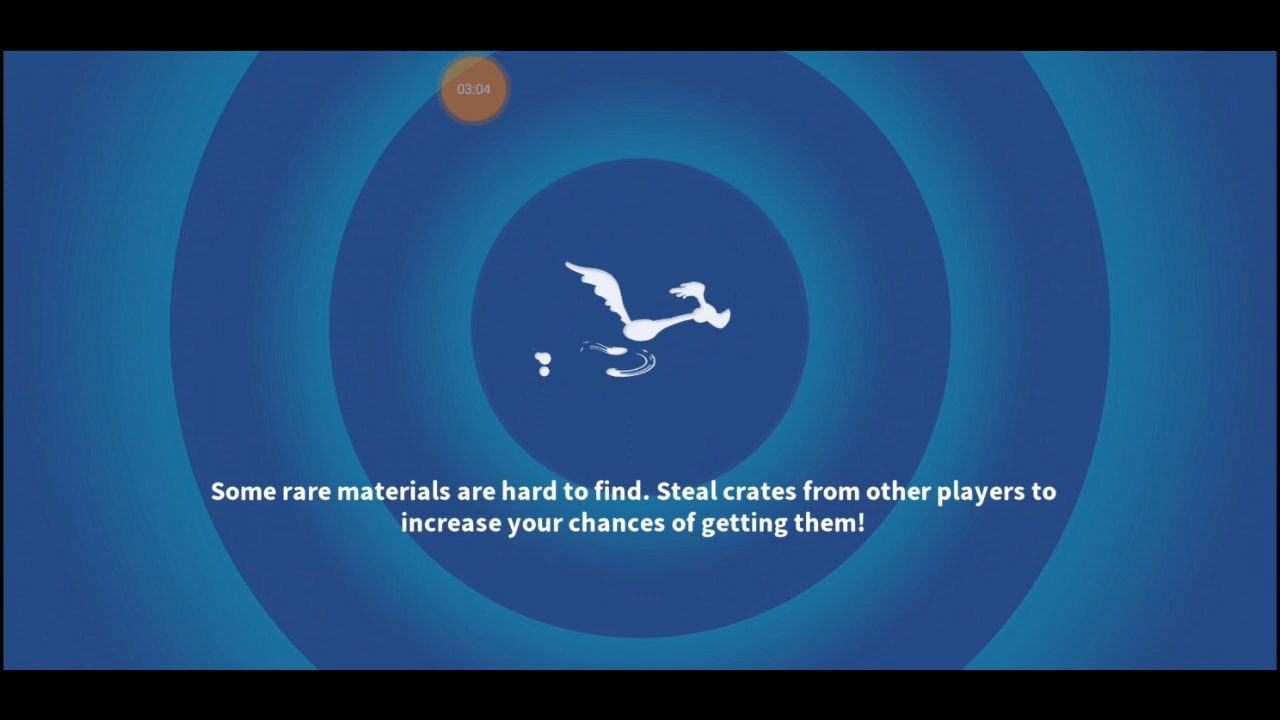 03:04
Some rare materials are hard to find. Steal crates from other players to
increase your chances of getting them!